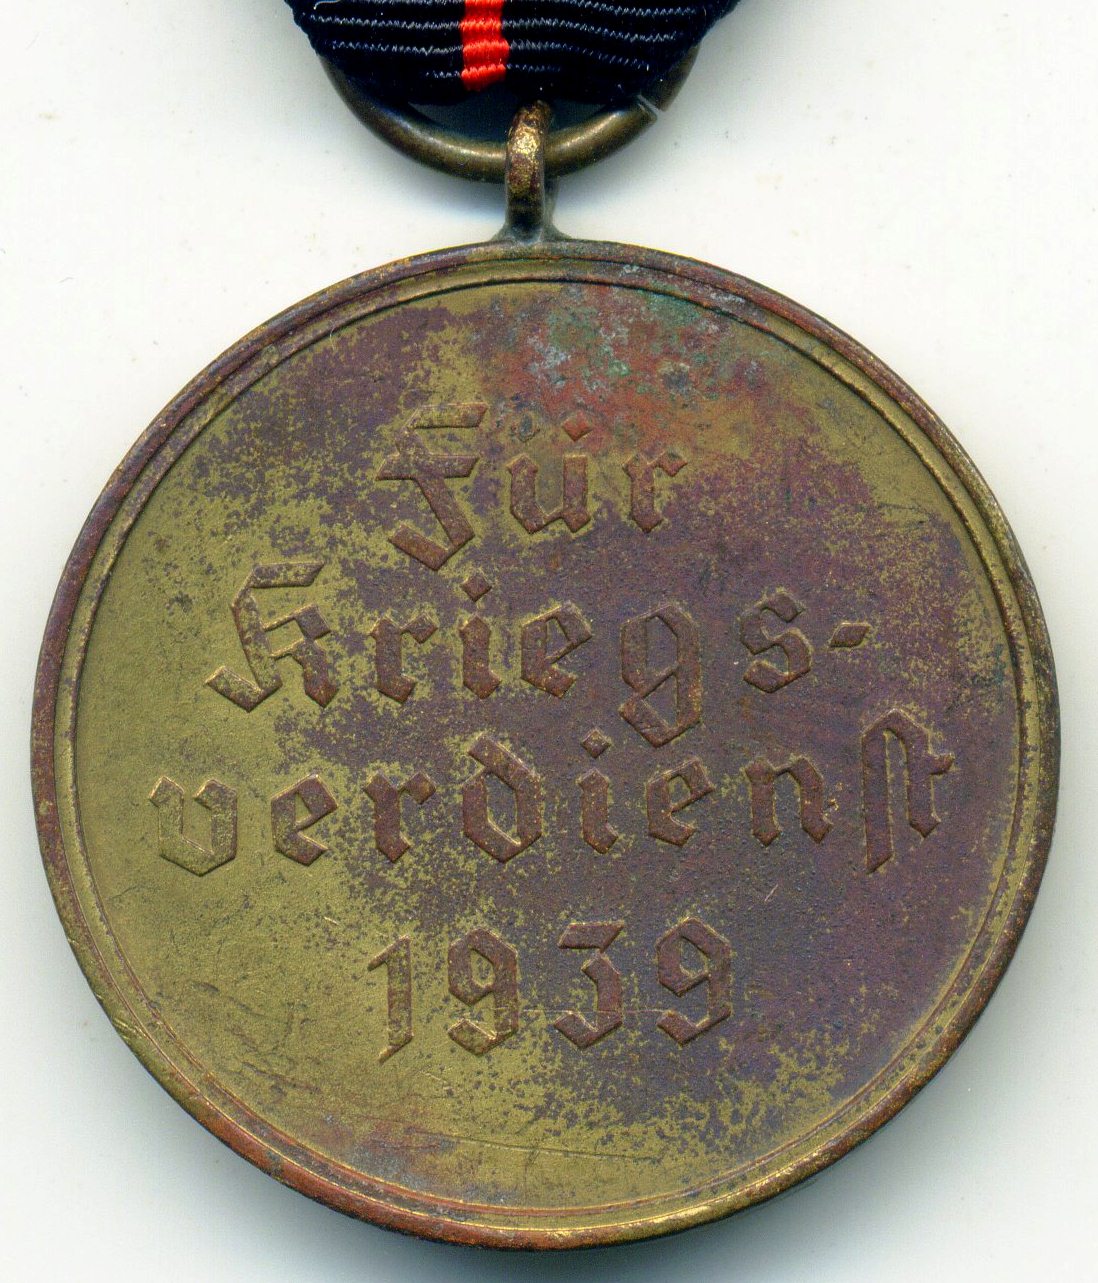 Für
Kriegs-
verdienst
1939